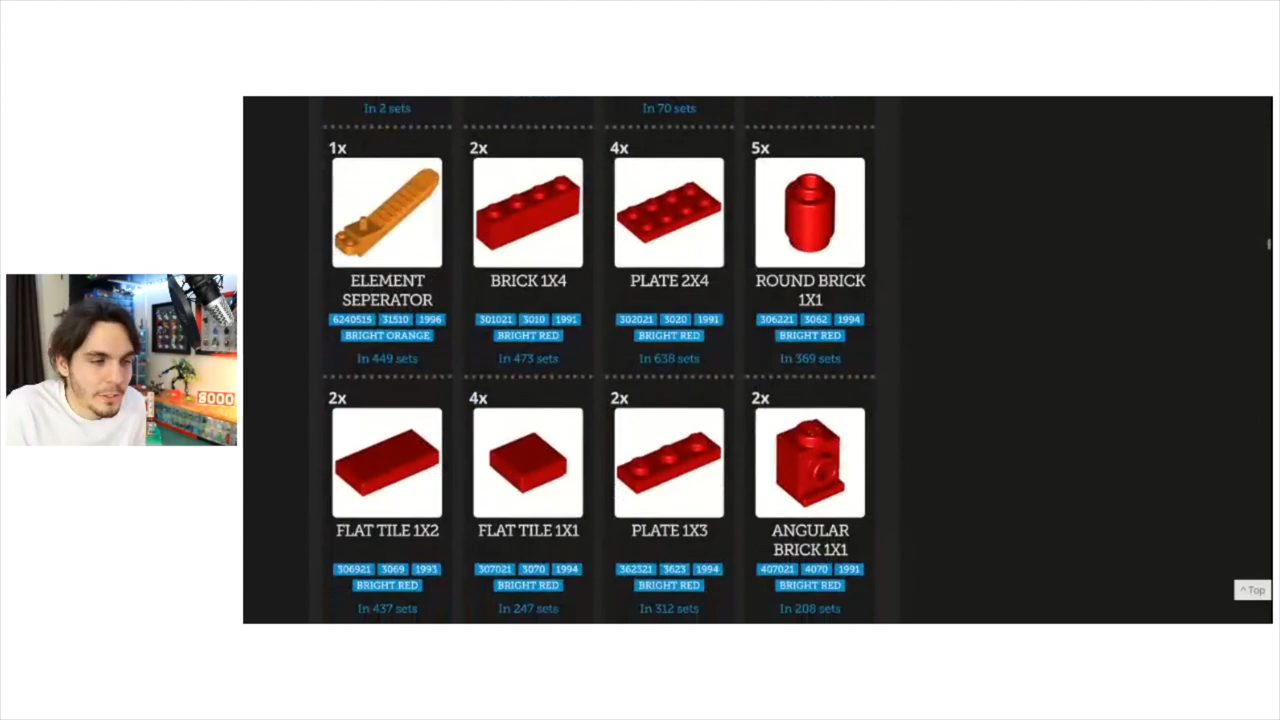 In 2 sets
In 70 sets
1x
2x
4x
5x
ELEMENT
SEPERATOR
6240515 31510 1996
BRIGHT ORANGE
In 449 sets
BRICK 1X4
301021 3010 1991
BRIGHT RED
In 473 sets
PLATE 2X4
302021 3020 1991
BRIGHT RED
In 638 sets
ROUND BRICK
1X1
306221 3062 1994
BRIGHT RED
In 369 sets
2x
4x
2x
2x
FLAT TILE 1X2
306921 3069 1993
BRIGHT RED
In 437 sets
FLAT TILE 1X1
307021 3070 1994
BRIGHT RED
In 247 sets
PLATE 1X3
362321 3623 1994
BRIGHT RED
In 312 sets
ANGULAR
BRICK 1X1
407021 4070 1991
BRIGHT RED
In 208 sets
^ Top
8000